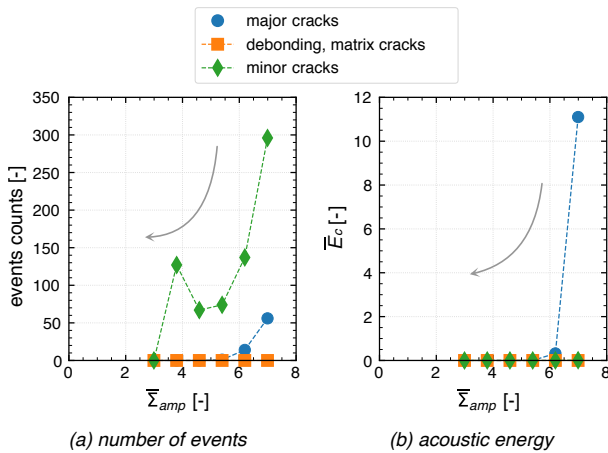 major cracks
debonding, matrix cracks
minor cracks
350
300
250
200
150
100
50
0
events counts [-]
0 2 4 6 8
Σ̅amp [-]
(a) number of events
12
10
8
6
4
2
0
E̅c [-]
0 2 4 6 8
Σ̅amp [-]
(b) acoustic energy